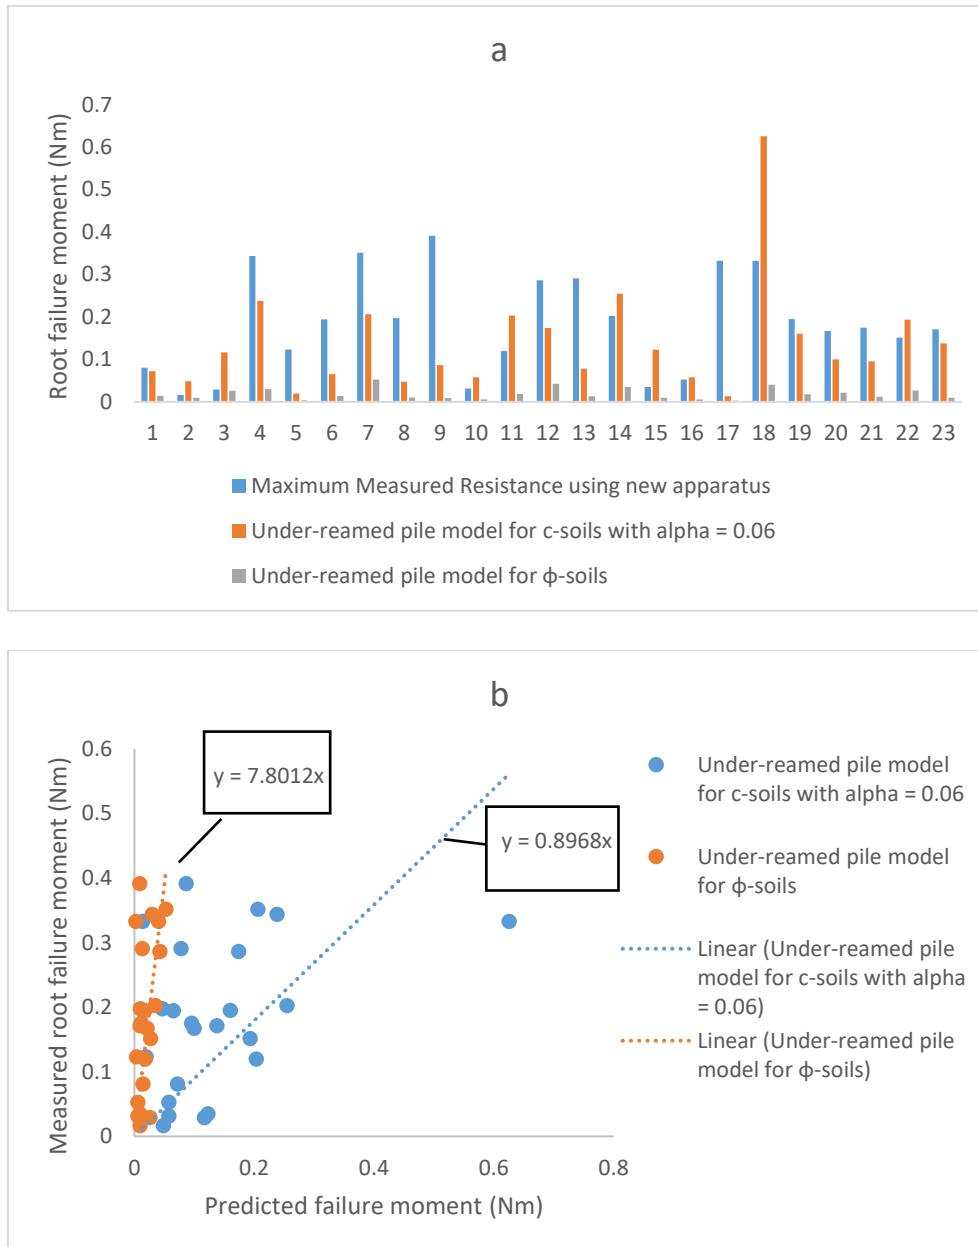 a
Root failure moment (Nm)
0.7
0.6
0.5
0.4
0.3
0.2
0.1
0
1 2 3 4 5 6 7 8 9 10 11 12 13 14 15 16 17 18 19 20 21 22 23
Maximum Measured Resistance using new apparatus
Under-reamed pile model for c-soils with alpha = 0.06
Under-reamed pile model for ϕ-soils
b
Measured root failure moment (Nm)
0.6
0.5
0.4
0.3
0.2
0.1
0
y = 7.8012x
y = 0.8968x
0 0.2 0.4 0.6 0.8
Predicted failure moment (Nm)
Under-reamed pile model
for c-soils with alpha = 0.06
Under-reamed pile model
for ϕ-soils
Linear (Under-reamed pile
model for c-soils with alpha
= 0.06)
Linear (Under-reamed pile
model for ϕ-soils)